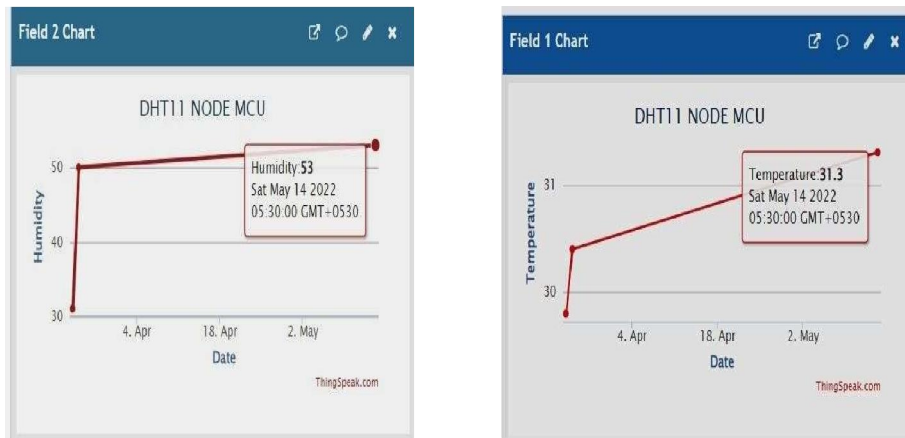 Field 2 Chart
DHT11 NODE MCU
Humidity:53
Sat May 14 2022
05:30:00 GMT+0530
50
40
30
Humidity
4. Apr
18. Apr
2. May
Date
ThingSpeak.com
Field 1 Chart
DHT11 NODE MCU
Temperature:31.3
Sat May 14 2022
05:30:00 GMT+0530
31
30
Temperature
4. Apr
18. Apr
2. May
Date
ThingSpeak.com